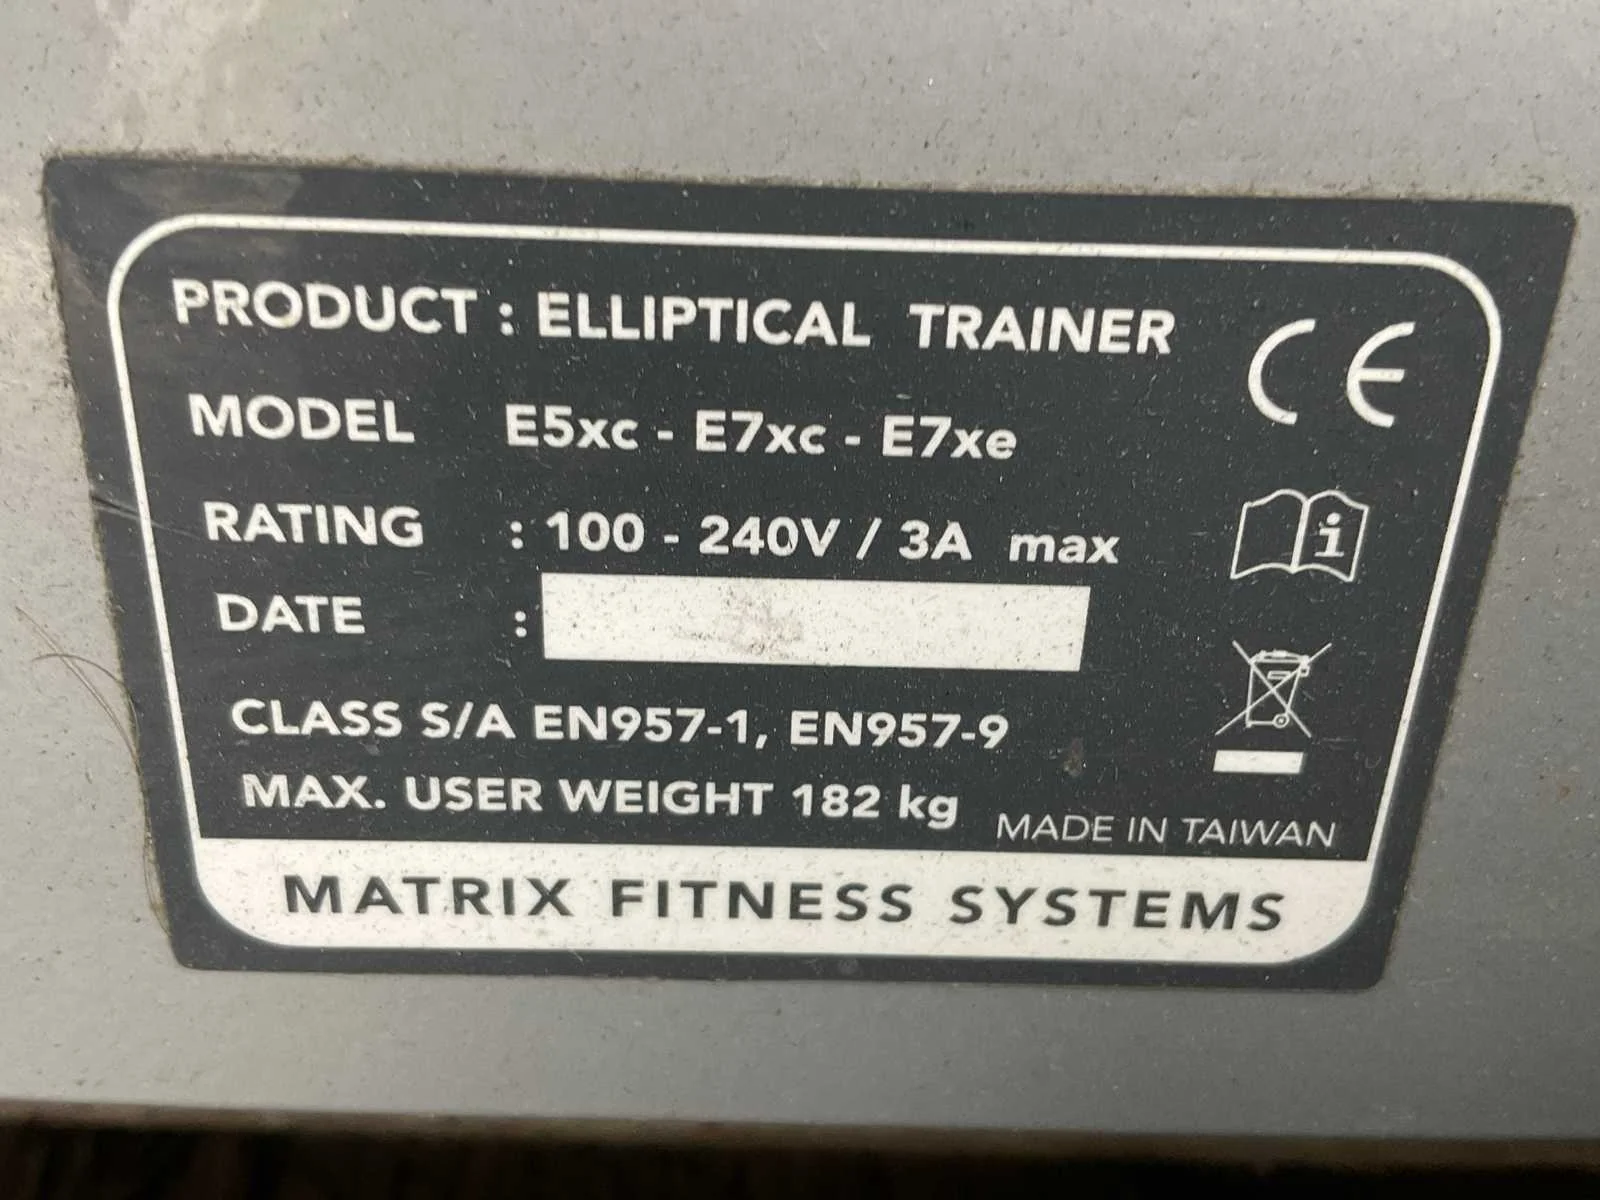 PRODUCT : ELLIPTICAL TRAINER
CE
MODEL E5xc - E7xc - E7xe
RATING : 100 - 240V / 3A max
i
DATE :
CLASS S/A EN957-1, EN957-9
MAX. USER WEIGHT 182 kg
MADE IN TAIWAN
MATRIX FITNESS SYSTEMS